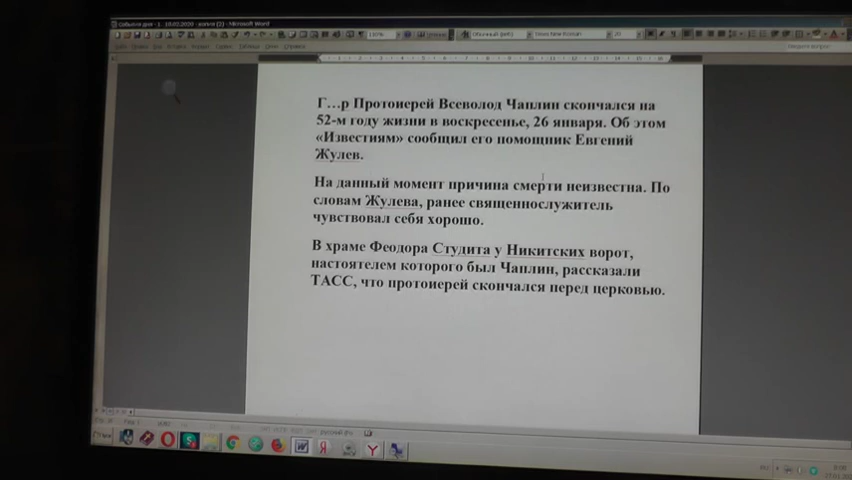 Microsoft Word
Г…р Протоиерей Всеволод Чаплин скончался на
52-м году жизни в воскресенье, 26 января. Об этом
«Известиям» сообщил его помощник Евгений
Жулев.
На данный момент причина смерти неизвестна. По
словам Жулева, ранее священнослужитель
чувствовал себя хорошо.
В храме Феодора Студита у Никитских ворот,
настоятелем которого был Чаплин, рассказали
ТАСС, что протоиерей скончался перед церковью.